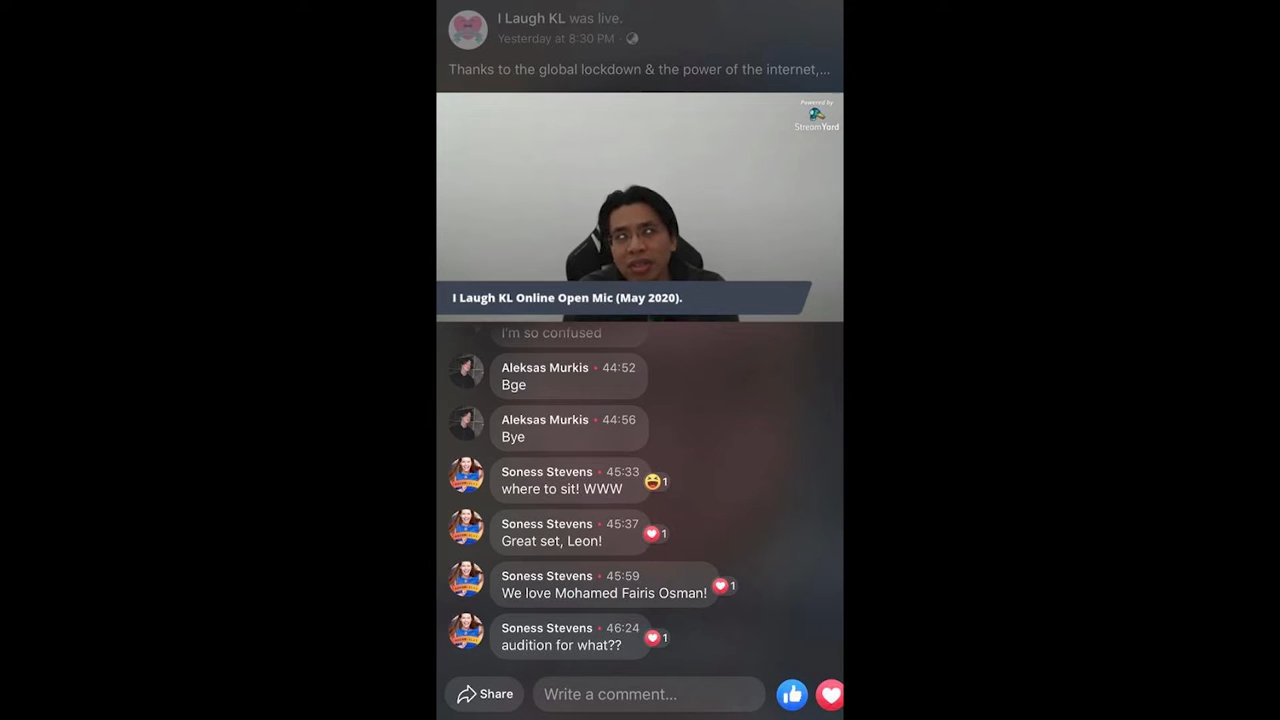 I Laugh KL was live.
Yesterday at 8:30 PM ·
Thanks to the global lockdown & the power of the internet,...
Powered by
StreamYard
I Laugh KL Online Open Mic (May 2020).
I'm so confused
Aleksas Murkis • 44:52
Bge
Aleksas Murkis • 44:56
Bye
Soness Stevens • 45:33
where to sit! WWW
1
Soness Stevens • 45:37
Great set, Leon!
1
Soness Stevens • 45:59
We love Mohamed Fairis Osman!
1
Soness Stevens • 46:24
audition for what??
1
Share
Write a comment...